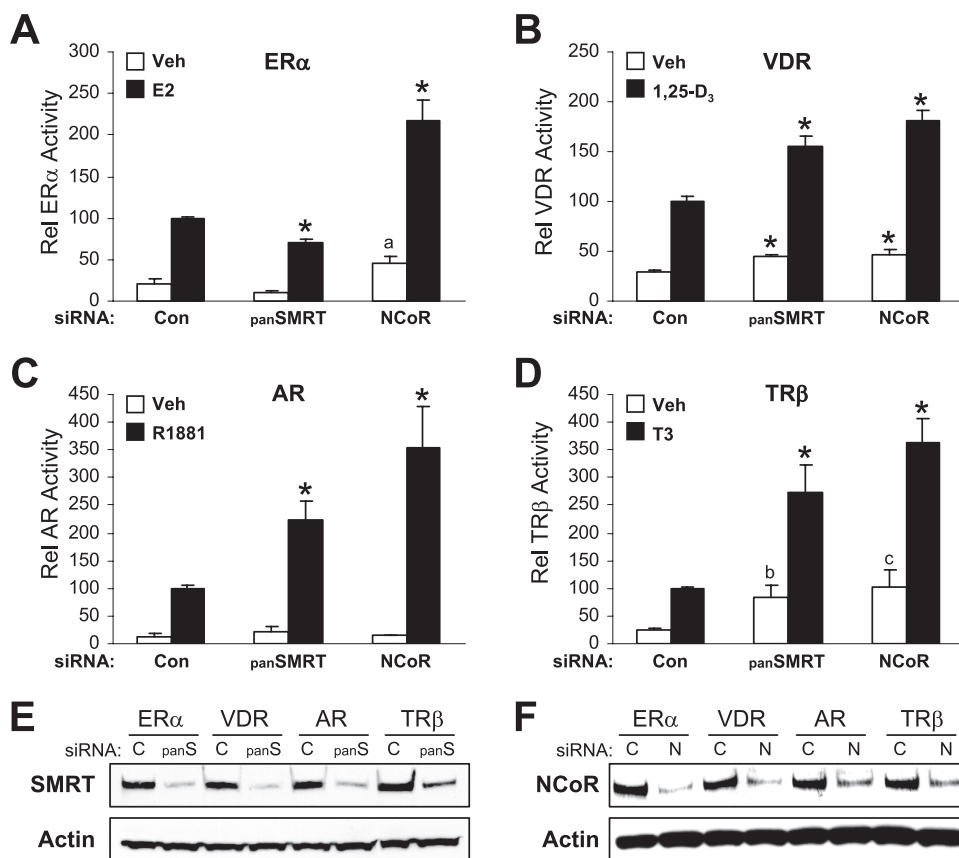 A
ERα
Veh
E2
Rel ERα Activity
300
250
200
150
100
50
0
*
a
*
siRNA: Con panSMRT NCoR
B
VDR
Veh
1,25-D3
Rel VDR Activity
250
200
150
100
50
0
*
*
*
*
siRNA: Con panSMRT NCoR
C
AR
Veh
R1881
Rel AR Activity
450
400
350
300
250
200
150
100
50
0
*
*
siRNA: Con panSMRT NCoR
D
TRβ
Veh
T3
Rel TRβ Activity
450
400
350
300
250
200
150
100
50
0
b
*
c
*
siRNA: Con panSMRT NCoR
E
ERα VDR AR TRβ
siRNA: C panS C panS C panS C panS
SMRT
Actin
F
ERα VDR AR TRβ
siRNA: C N C N C N C N
NCoR
Actin